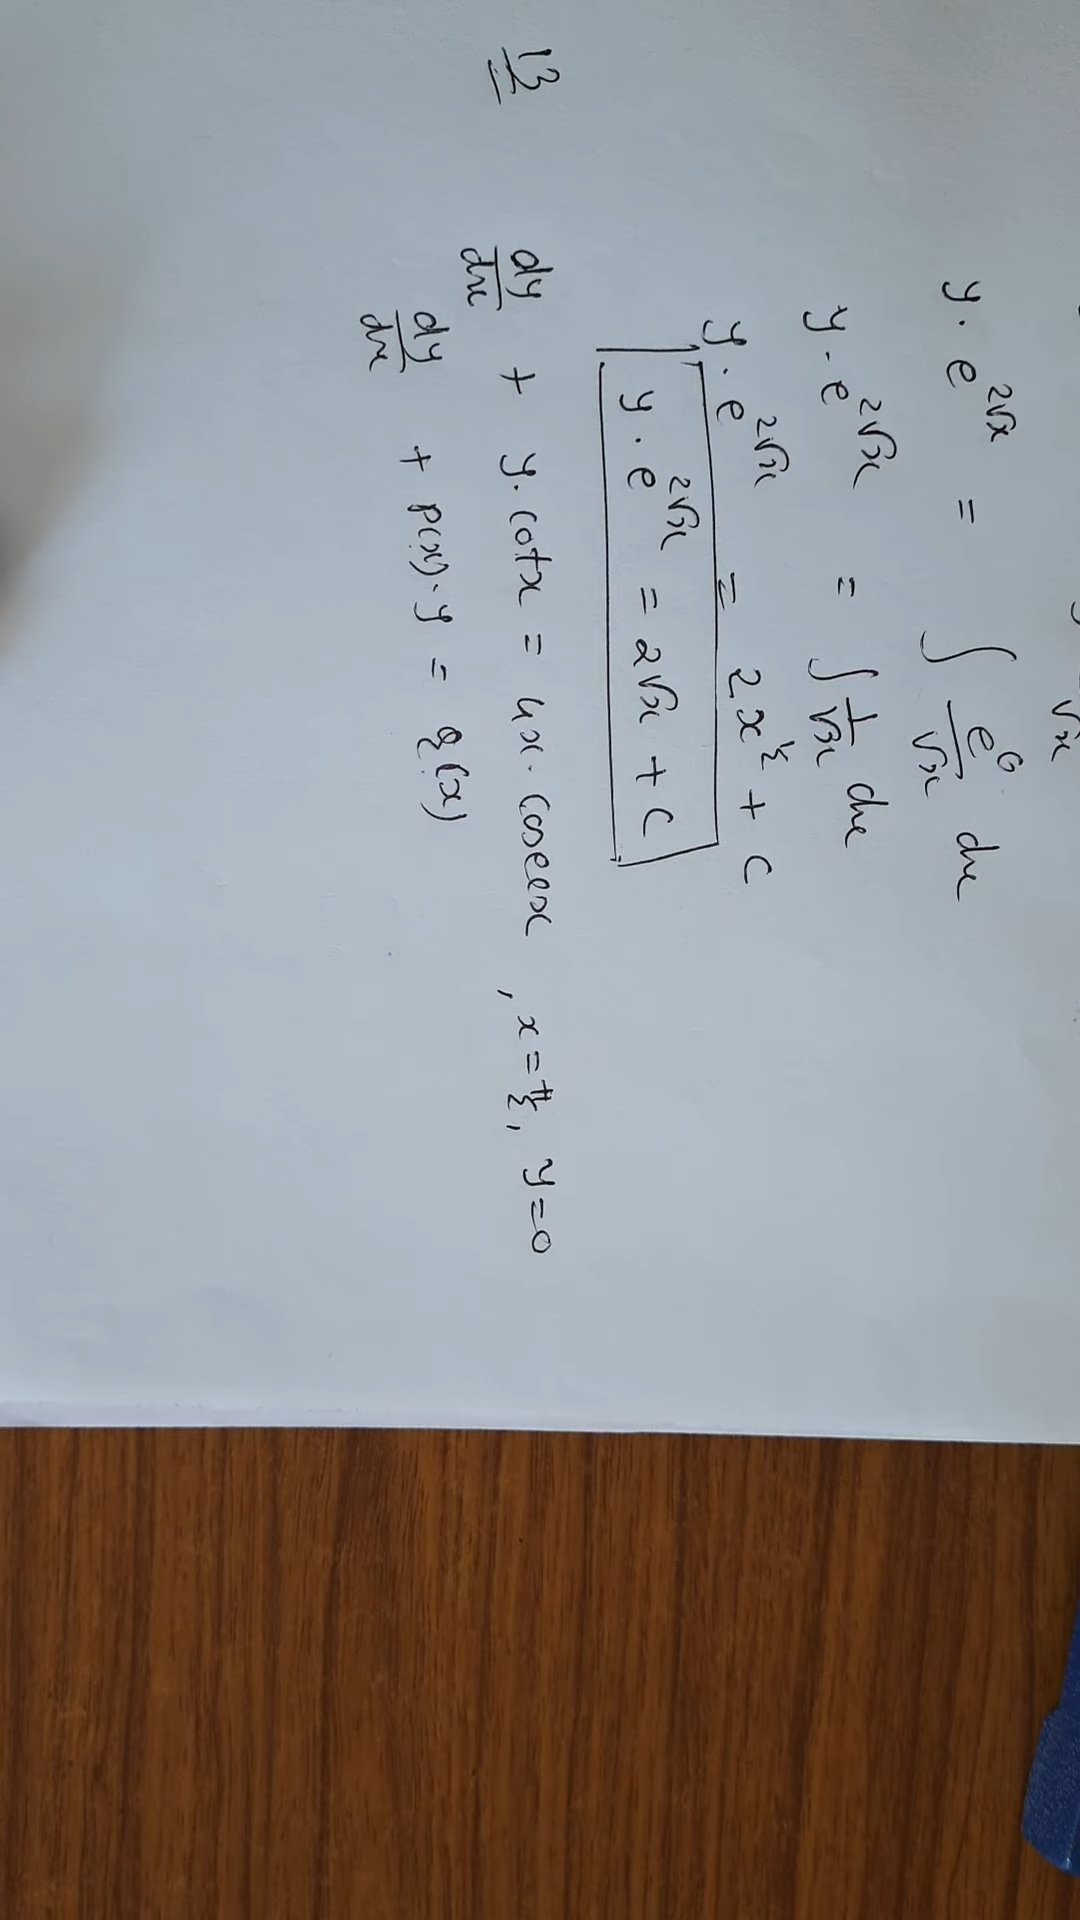 √x
y · e^{2√x} = ∫ e^0/√x dx
y · e^{2√x} = ∫ 1/√x dx
y · e^{2√x} = 2x^{1/2} + c
y · e^{2√x} = 2√x + c
13 dy/dx + y · cotx = 4x · cosecx , x = π/2, y = 0
dy/dx + p(x) · y = Q(x)